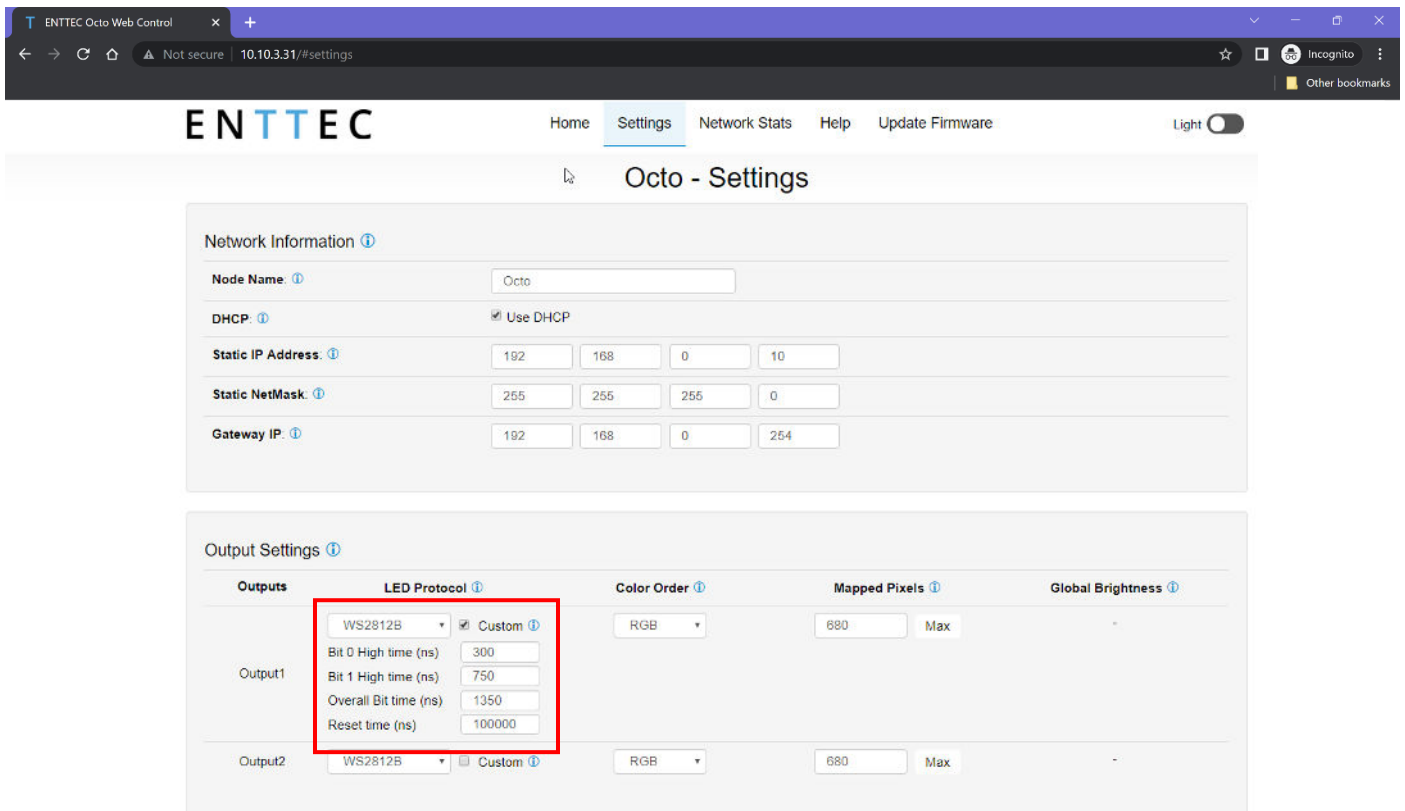 ENTTEC Octo Web Control
Not secure 10.10.3.31/#settings
Incognito
Other bookmarks
ENTTEC Home Settings Network Stats Help Update Firmware Light
Octo - Settings
Network Information
Node Name: Octo
DHCP: Use DHCP
Static IP Address: 192 168 0 10
Static NetMask: 255 255 255 0
Gateway IP: 192 168 0 254
Output Settings
Outputs LED Protocol Color Order Mapped Pixels Global Brightness
WS2812B Custom RGB 680 Max -
Bit 0 High time (ns) 300
Output1 Bit 1 High time (ns) 750
Overall Bit time (ns) 1350
Reset time (ns) 100000
Output2 WS2812B Custom RGB 680 Max -